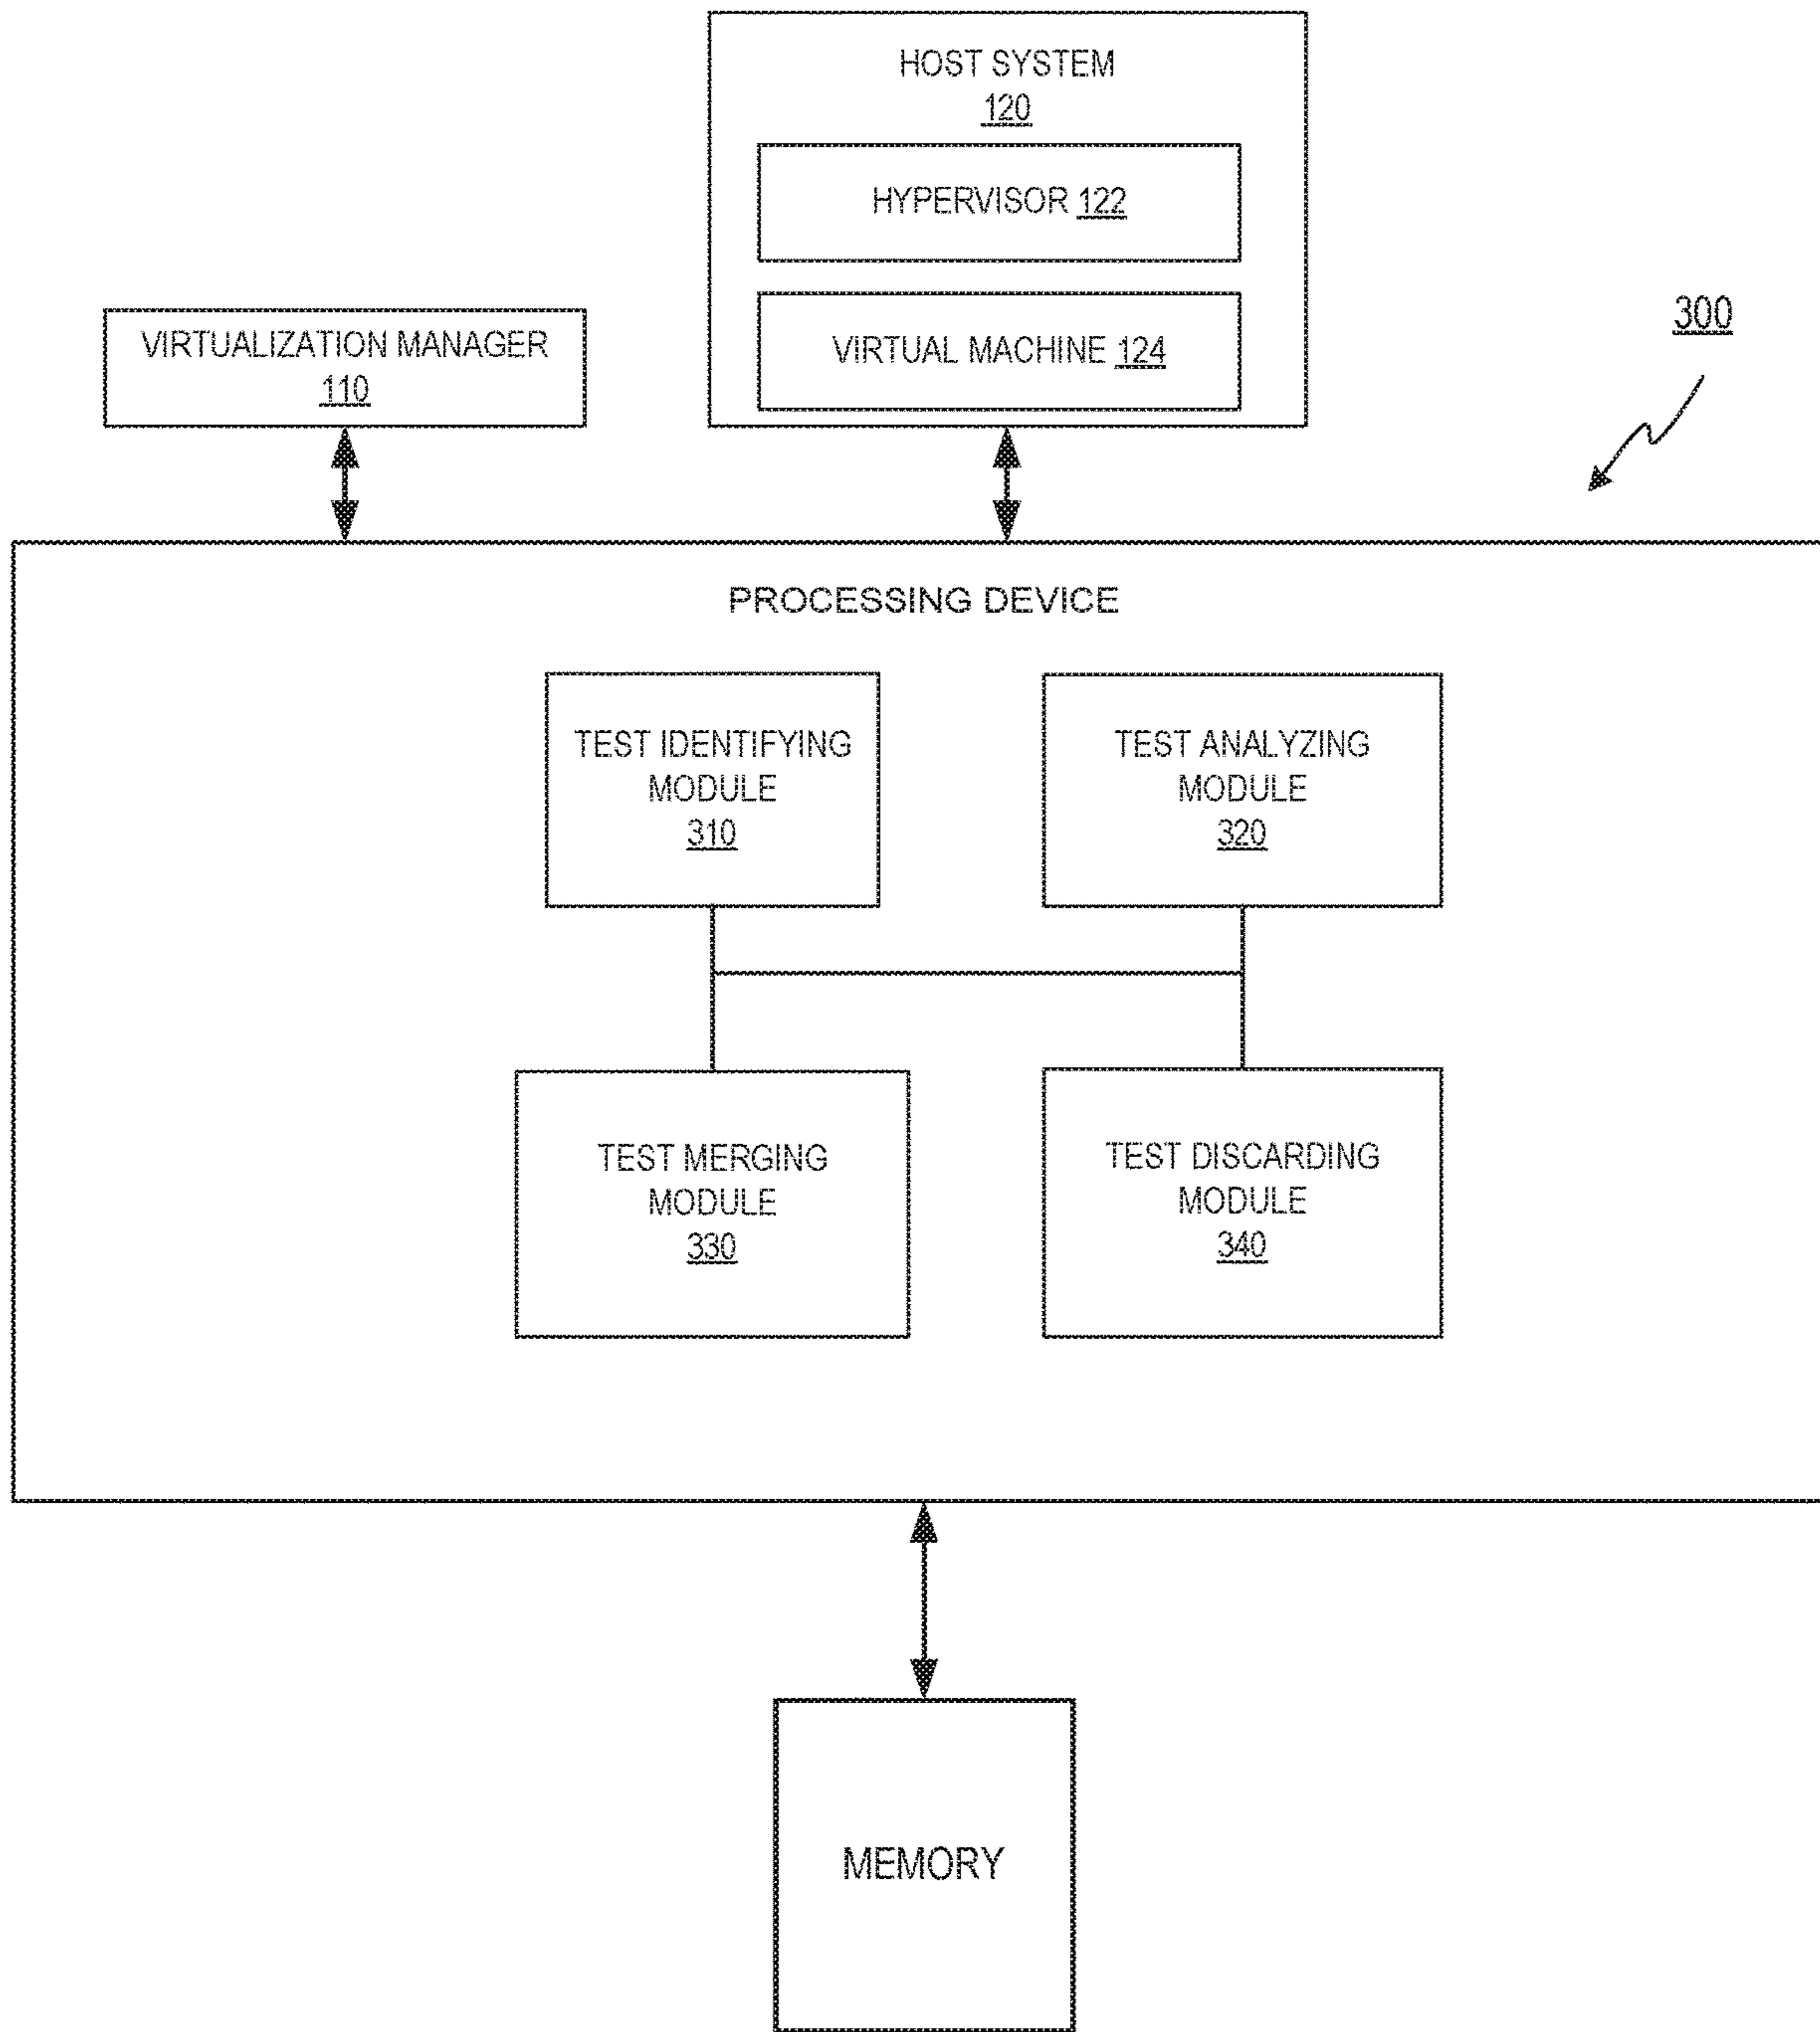 HOST SYSTEM
120
HYPERVISOR 122
VIRTUAL MACHINE 124
VIRTUALIZATION MANAGER
110
300
PROCESSING DEVICE
TEST IDENTIFYING
MODULE
310
TEST ANALYZING
MODULE
320
TEST MERGING
MODULE
330
TEST DISCARDING
MODULE
340
MEMORY